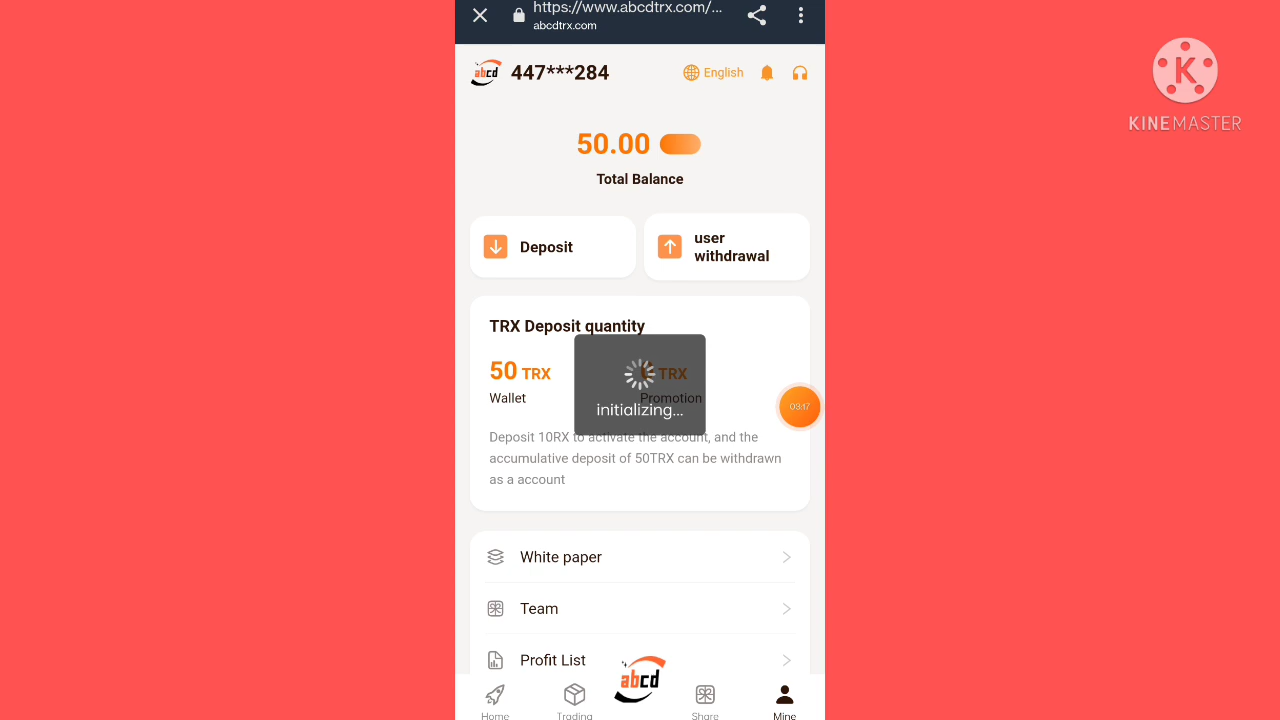 https://www.abcdtrx.com/...
abcdtrx.com
abcd
447***284
English
K
KINEMASTER
50.00
Total Balance
Deposit
user
withdrawal
TRX Deposit quantity
50 TRX
TRX
Wallet
Promotion
initializing...
03:17
Deposit 10RX to activate the account, and the
accumulative deposit of 50TRX can be withdrawn
as a account
White paper
Team
Profit List
abcd
Home
Trading
Share
Mine